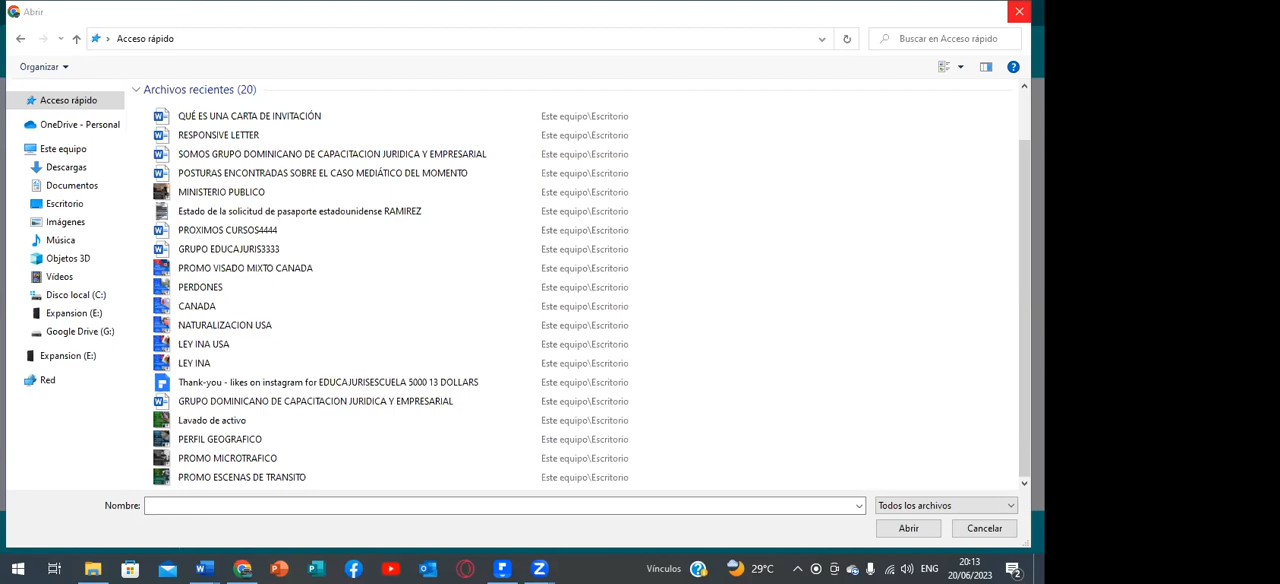 Abrir
Acceso rápido
Buscar en Acceso rápido
Organizar
Archivos recientes (20)
Acceso rápido
OneDrive - Personal
Este equipo
Descargas
Documentos
Escritorio
Imágenes
Música
Objetos 3D
Vídeos
Disco local (C:)
Expansion (E:)
Google Drive (G:)
Expansion (E:)
Red
QUÉ ES UNA CARTA DE INVITACIÓN Este equipo\Escritorio
RESPONSIVE LETTER Este equipo\Escritorio
SOMOS GRUPO DOMINICANO DE CAPACITACION JURIDICA Y EMPRESARIAL Este equipo\Escritorio
POSTURAS ENCONTRADAS SOBRE EL CASO MEDIÁTICO DEL MOMENTO Este equipo\Escritorio
MINISTERIO PUBLICO Este equipo\Escritorio
Estado de la solicitud de pasaporte estadounidense RAMIREZ Este equipo\Escritorio
PROXIMOS CURSOS4444 Este equipo\Escritorio
GRUPO EDUCAJURIS3333 Este equipo\Escritorio
PROMO VISADO MIXTO CANADA Este equipo\Escritorio
PERDONES Este equipo\Escritorio
CANADA Este equipo\Escritorio
NATURALIZACION USA Este equipo\Escritorio
LEY INA USA Este equipo\Escritorio
LEY INA Este equipo\Escritorio
Thank-you - likes on instagram for EDUCAJURISESCUELA 5000 13 DOLLARS Este equipo\Escritorio
GRUPO DOMINICANO DE CAPACITACION JURIDICA Y EMPRESARIAL Este equipo\Escritorio
Lavado de activo Este equipo\Escritorio
PERFIL GEOGRAFICO Este equipo\Escritorio
PROMO MICROTRAFICO Este equipo\Escritorio
PROMO ESCENAS DE TRANSITO Este equipo\Escritorio
Nombre:
Todos los archivos
Abrir
Cancelar
Vínculos
29°C
ENG
20:13
20/06/2023
2